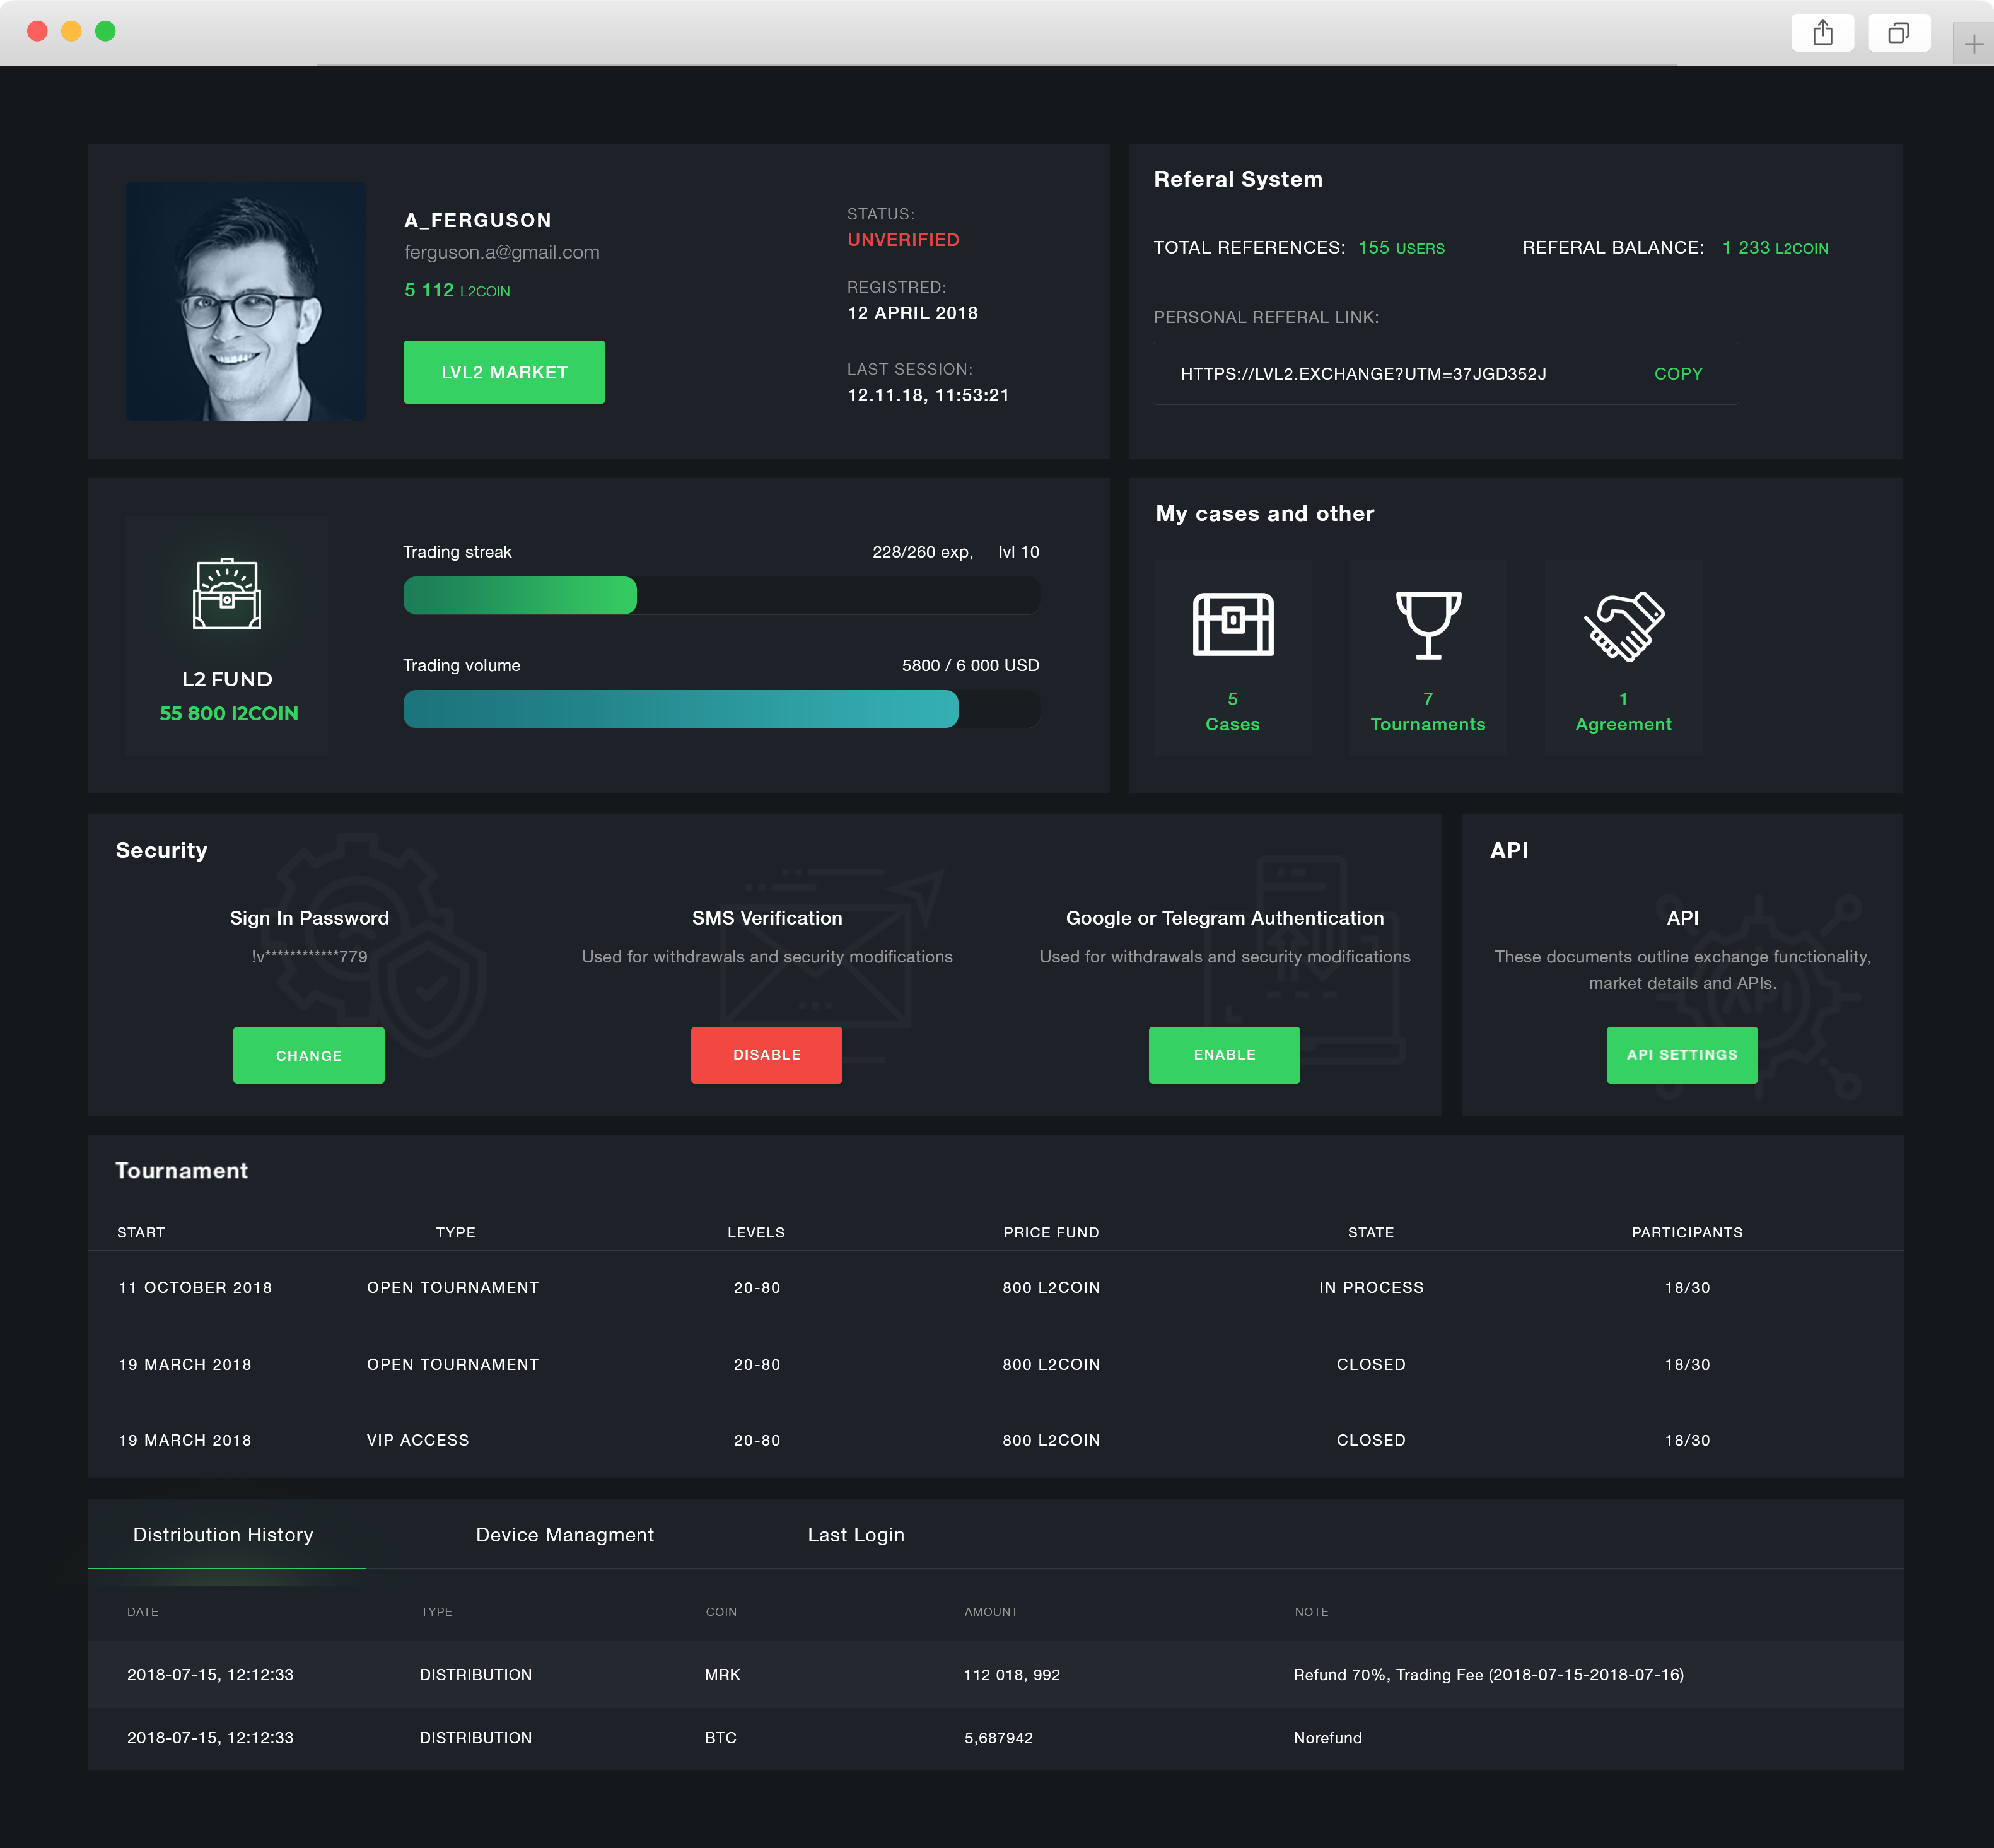 A_FERGUSON
ferguson.a@gmail.com
5 112 L2COIN
LVL2 MARKET
STATUS:
UNVERIFIED
REGISTRED:
12 APRIL 2018
LAST SESSION:
12.11.18, 11:53:21
Referal System
TOTAL REFERENCES: 155 USERS REFERAL BALANCE: 1 233 L2COIN
PERSONAL REFERAL LINK:
HTTPS://LVL2.EXCHANGE?UTM=37JGD352J COPY
L2 FUND
55 800 l2COIN
Trading streak 228/260 exp, lvl 10
Trading volume 5800 / 6 000 USD
My cases and other
5
Cases
7
Tournaments
1
Agreement
Security
Sign In Password
!v************779
CHANGE
SMS Verification
Used for withdrawals and security modifications
DISABLE
Google or Telegram Authentication
Used for withdrawals and security modifications
ENABLE
API
API
These documents outline exchange functionality,
market details and APIs.
API
API SETTINGS
Tournament
START TYPE LEVELS PRICE FUND STATE PARTICIPANTS
11 OCTOBER 2018 OPEN TOURNAMENT 20-80 800 L2COIN IN PROCESS 18/30
19 MARCH 2018 OPEN TOURNAMENT 20-80 800 L2COIN CLOSED 18/30
19 MARCH 2018 VIP ACCESS 20-80 800 L2COIN CLOSED 18/30
Distribution History Device Managment Last Login
DATE TYPE COIN AMOUNT NOTE
2018-07-15, 12:12:33 DISTRIBUTION MRK 112 018, 992 Refund 70%, Trading Fee (2018-07-15-2018-07-16)
2018-07-15, 12:12:33 DISTRIBUTION BTC 5,687942 Norefund